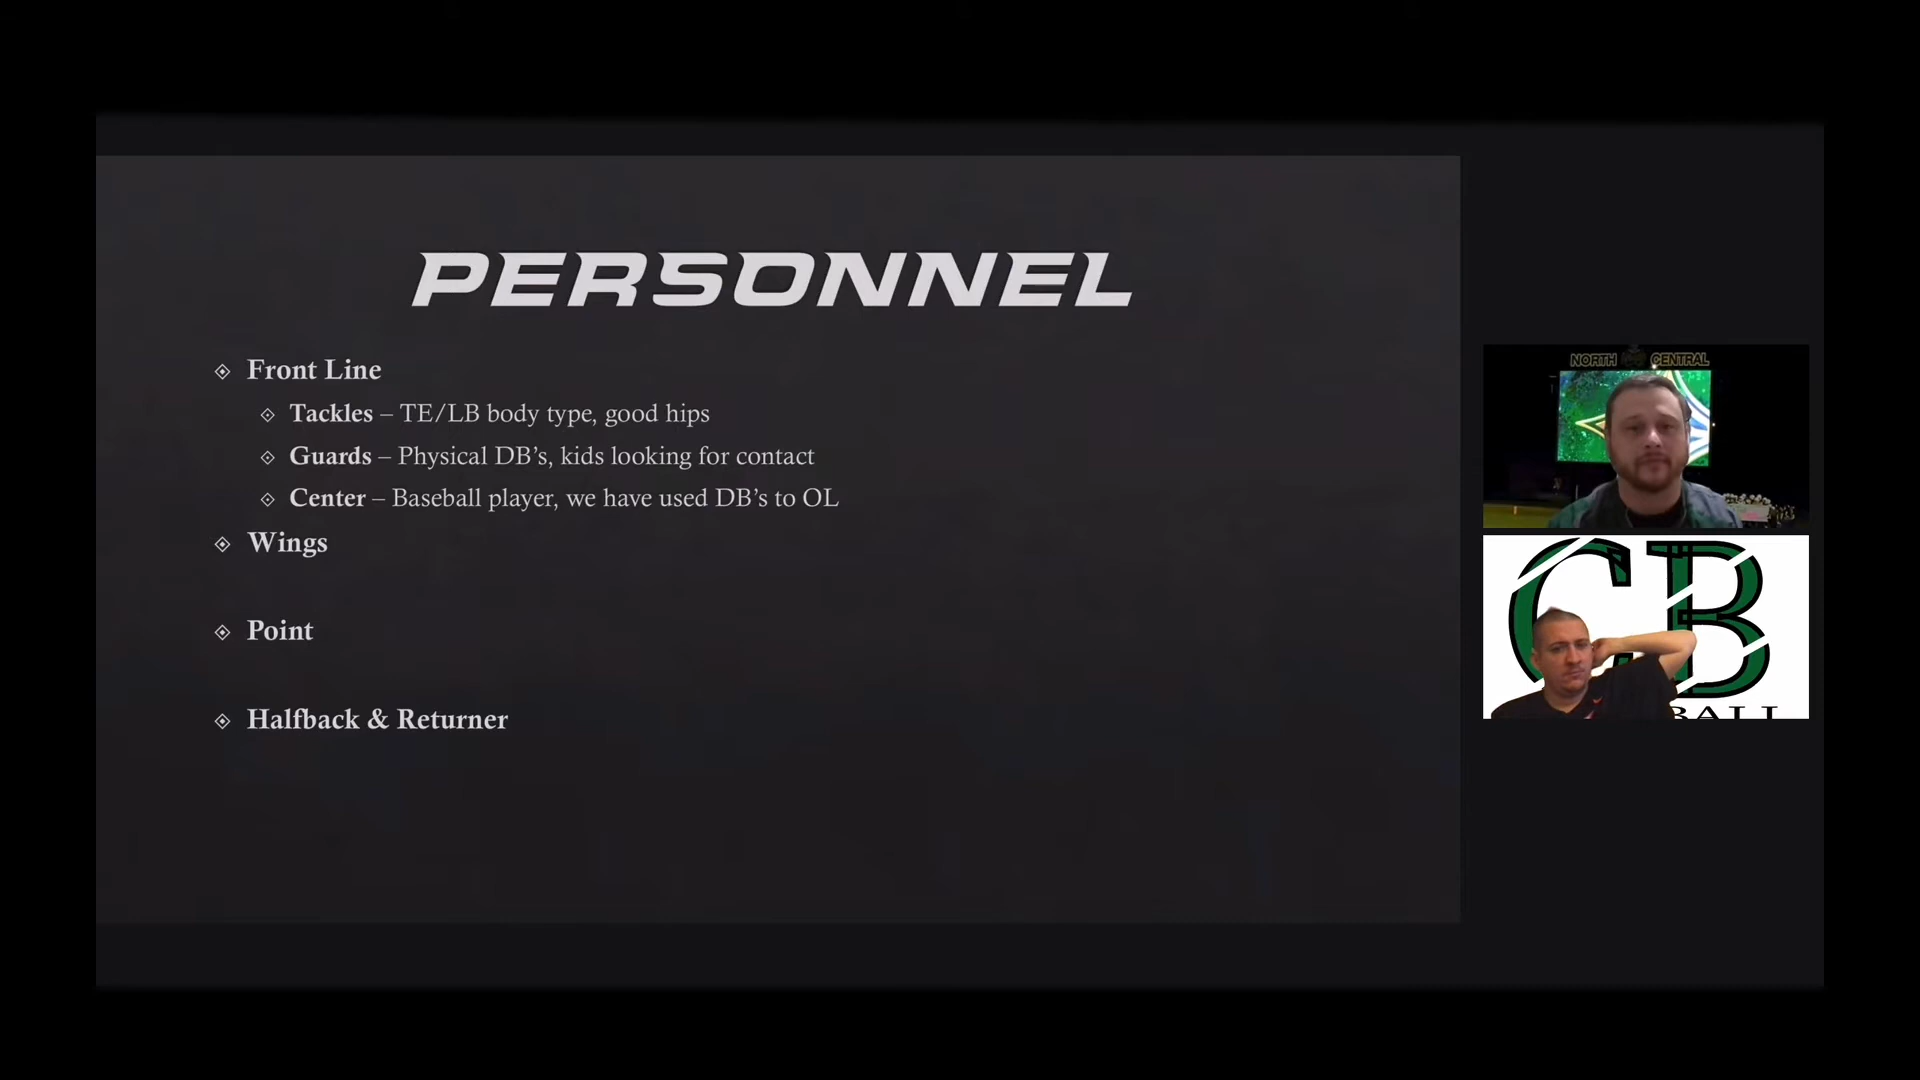 PERSONNEL
Front Line
Tackles – TE/LB body type, good hips
Guards – Physical DB's, kids looking for contact
Center – Baseball player, we have used DB's to OL
Wings
Point
Halfback & Returner
NORTH CENTRAL
CB